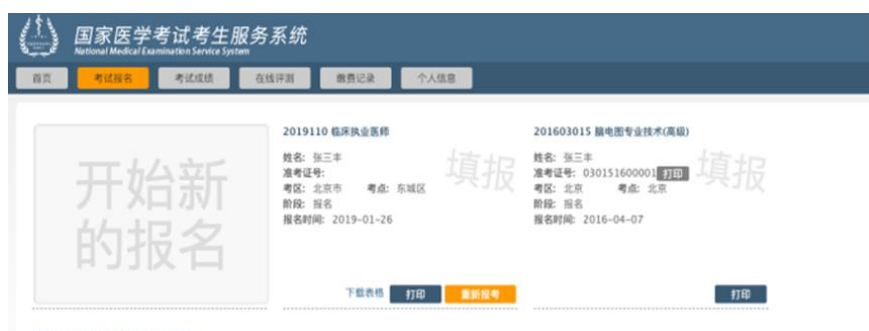 国家医学考试考生服务系统
National Medical Examination Service System
首页 考试报名 考试成绩 在线评测 缴费记录 个人信息
开始新
的报名
2019110 临床执业医师
填报
姓名: 张三丰
准考证号:
考区: 北京市 考点: 东城区
阶段: 报名
报名时间: 2019-01-26
下载表格 打印 重新报考
201603015 脑电图专业技术(高级)
填报
姓名: 张三丰
准考证号: 030151600001 打印
考区: 北京 考点: 北京
阶段: 报名
报名时间: 2016-04-07
打印